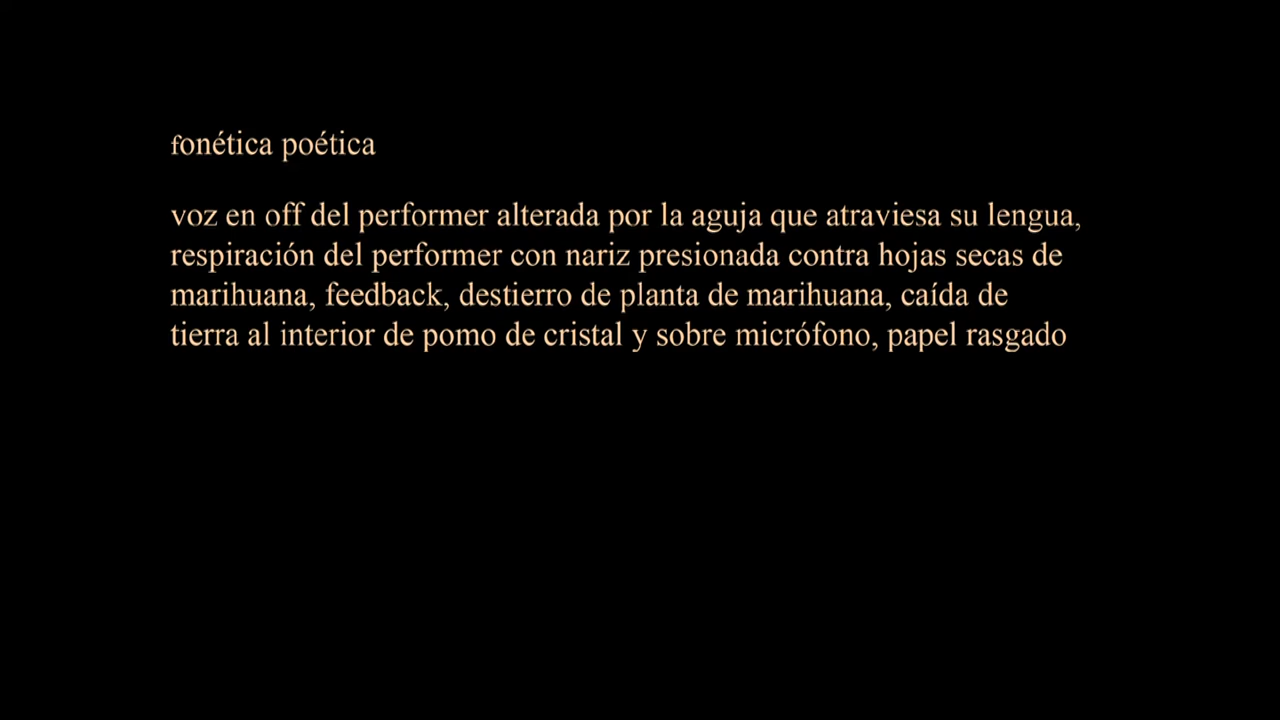 fonética poética
voz en off del performer alterada por la aguja que atraviesa su lengua,
respiración del performer con nariz presionada contra hojas secas de
marihuana, feedback, destierro de planta de marihuana, caída de
tierra al interior de pomo de cristal y sobre micrófono, papel rasgado